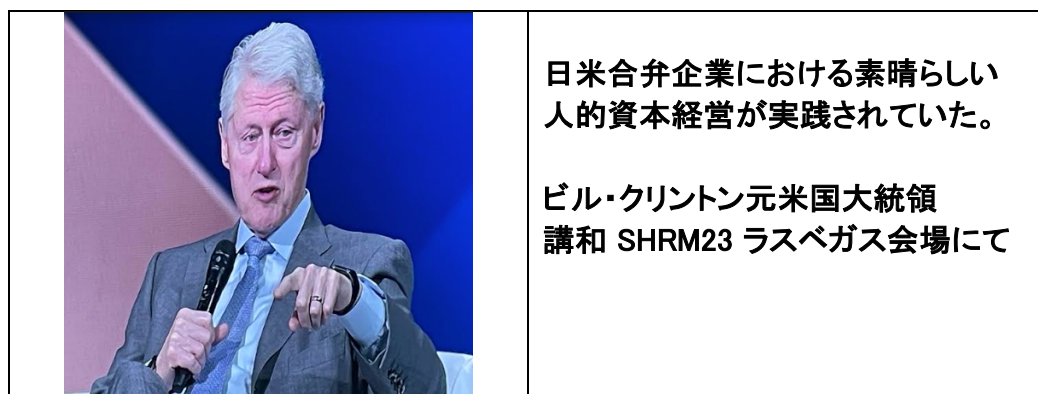 日米合弁企業における素晴らしい
人的資本経営が実践されていた。
ビル・クリントン元米国大統領
講和 SHRM23 ラスベガス会場にて